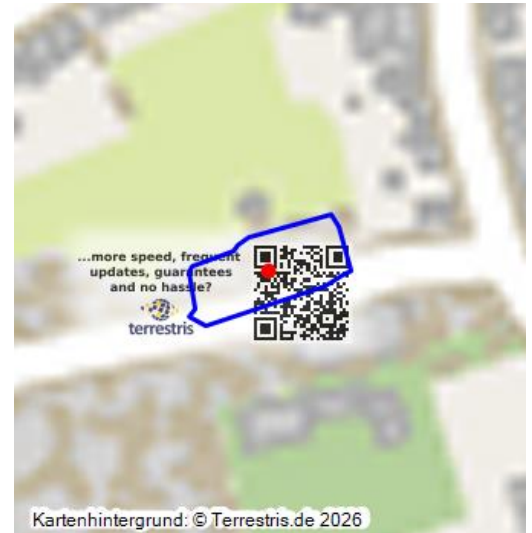 ...more speed, frequent
updates, guarantees
and no hassle?
terrestris
Kartenhintergrund: © Terrestris.de 2026